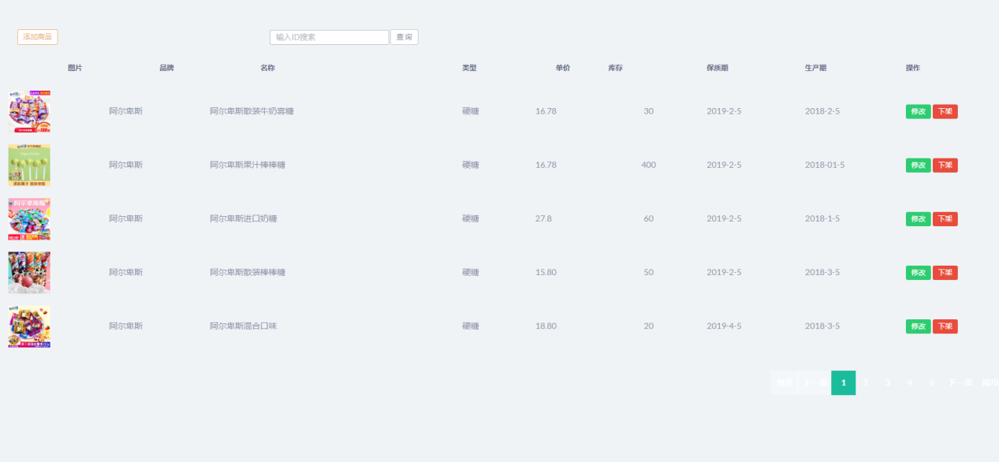 添加商品 输入ID搜索 查询
图片 品牌 名称 类型 单价 库存 保质期 生产期 操作
阿尔卑斯 阿尔卑斯散装牛奶喜糖 硬糖 16.78 30 2019-2-5 2018-2-5 修改 下架
阿尔卑斯 阿尔卑斯果汁棒棒糖 硬糖 16.78 400 2019-2-5 2018-01-5 修改 下架
阿尔卑斯 阿尔卑斯进口奶糖 硬糖 27.8 60 2019-2-5 2018-1-5 修改 下架
阿尔卑斯 阿尔卑斯散装棒棒糖 硬糖 15.80 50 2019-2-5 2018-3-5 修改 下架
阿尔卑斯 阿尔卑斯混合口味 硬糖 18.80 20 2019-4-5 2018-3-5 修改 下架
首页 上一页 1 2 3 4 5 下一页 尾页